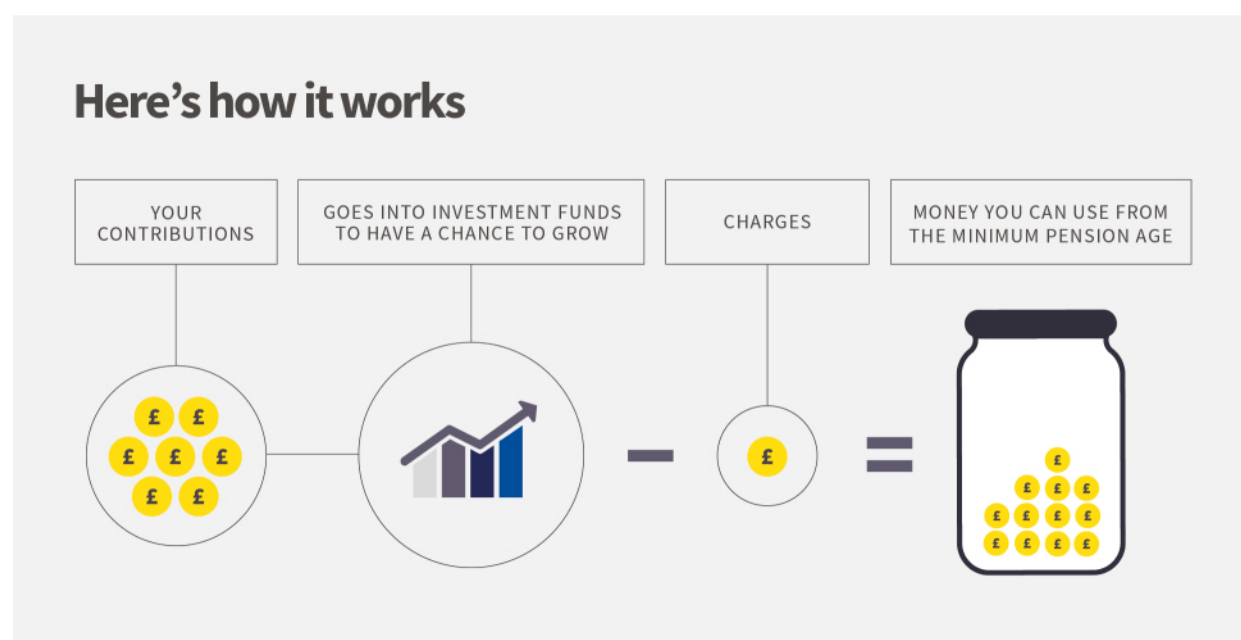 Here’s how it works
YOUR
CONTRIBUTIONS
GOES INTO INVESTMENT FUNDS
TO HAVE A CHANCE TO GROW
CHARGES
MONEY YOU CAN USE FROM
THE MINIMUM PENSION AGE
£ £
£ £ £
£ £
£
£
£ £ £
£ £ £ £
£ £ £ £